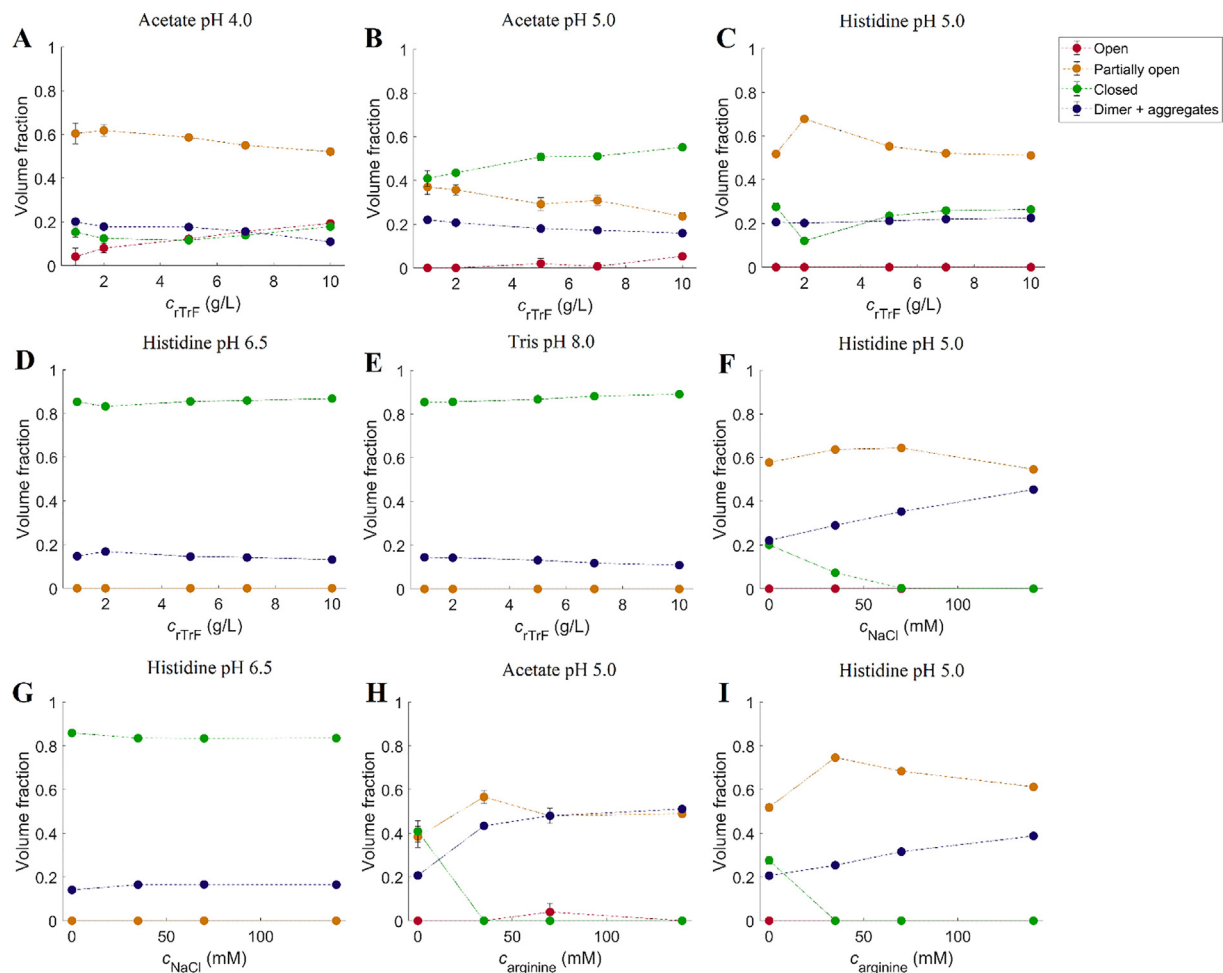 A
Acetate pH 4.0
1
0.8
0.6
0.4
0.2
0
Volume fraction
2
4
6
8
10
c_rTrF (g/L)
B
Acetate pH 5.0
1
0.8
0.6
0.4
0.2
0
Volume fraction
2
4
6
8
10
c_rTrF (g/L)
C
Histidine pH 5.0
1
0.8
0.6
0.4
0.2
0
Volume fraction
2
4
6
8
10
c_rTrF (g/L)
Open
Partially open
Closed
Dimer + aggregates
D
Histidine pH 6.5
1
0.8
0.6
0.4
0.2
0
Volume fraction
2
4
6
8
10
c_rTrF (g/L)
E
Tris pH 8.0
1
0.8
0.6
0.4
0.2
0
Volume fraction
2
4
6
8
10
c_rTrF (g/L)
F
Histidine pH 5.0
1
0.8
0.6
0.4
0.2
0
Volume fraction
0
50
100
c_NaCl (mM)
G
Histidine pH 6.5
1
0.8
0.6
0.4
0.2
0
Volume fraction
0
50
100
c_NaCl (mM)
H
Acetate pH 5.0
1
0.8
0.6
0.4
0.2
0
Volume fraction
0
50
100
c_arginine (mM)
I
Histidine pH 5.0
1
0.8
0.6
0.4
0.2
0
Volume fraction
0
50
100
c_arginine (mM)